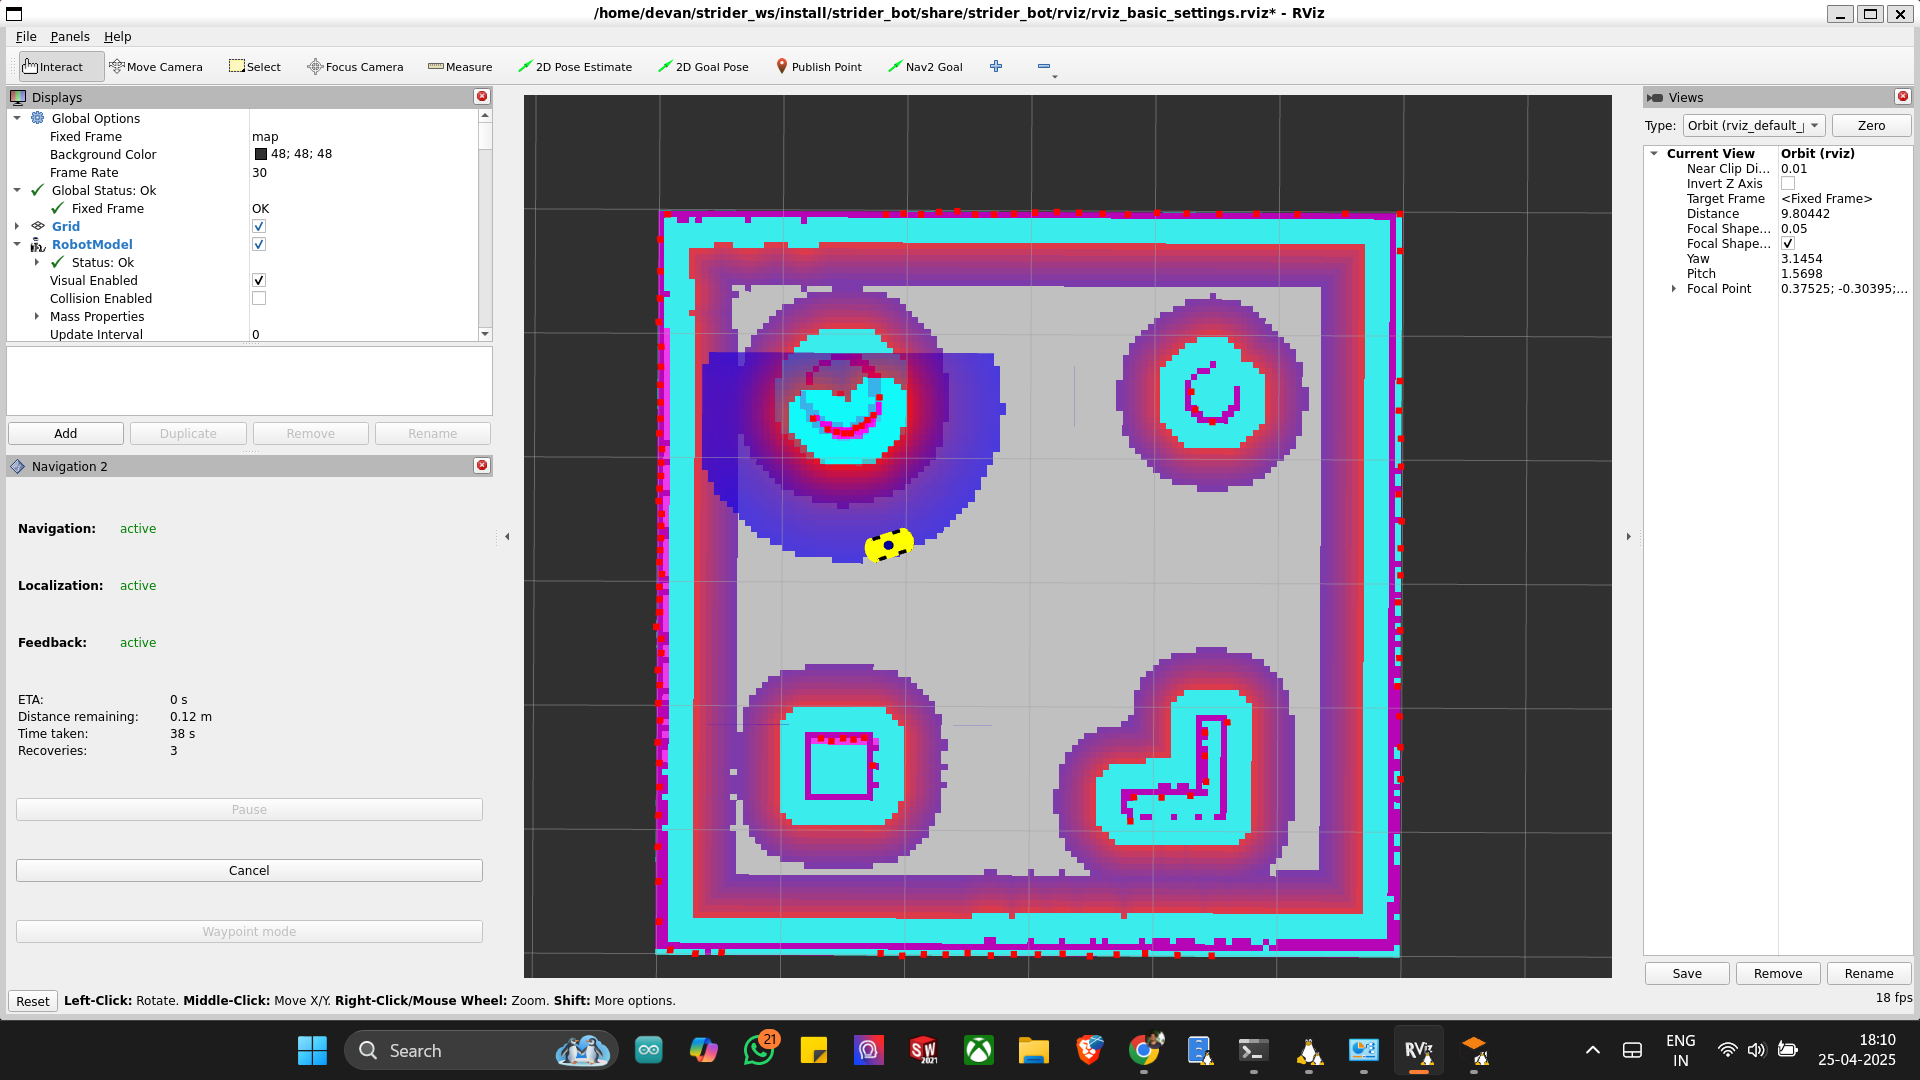 /home/devan/strider_ws/install/strider_bot/share/strider_bot/rviz/rviz_basic_settings.rviz* - RViz
File Panels Help
Interact Move Camera Select Focus Camera Measure 2D Pose Estimate 2D Goal Pose Publish Point Nav2 Goal
Displays
Global Options
Fixed Frame map
Background Color 48; 48; 48
Frame Rate 30
Global Status: Ok
Fixed Frame OK
Grid
RobotModel
Status: Ok
Visual Enabled
Collision Enabled
Mass Properties
Update Interval 0
Add Duplicate Remove Rename
Navigation 2
Navigation: active
Localization: active
Feedback: active
ETA: 0 s
Distance remaining: 0.12 m
Time taken: 38 s
Recoveries: 3
Pause
Cancel
Waypoint mode
Views
Type: Orbit (rviz_default_ Zero
Current View Orbit (rviz)
Near Clip Di... 0.01
Invert Z Axis
Target Frame <Fixed Frame>
Distance 9.80442
Focal Shape... 0.05
Focal Shape...
Yaw 3.1454
Pitch 1.5698
Focal Point 0.37525; -0.30395;...
Save Remove Rename
Reset Left-Click: Rotate. Middle-Click: Move X/Y. Right-Click/Mouse Wheel: Zoom. Shift: More options.
18 fps
Search
21
SW
2021
RViz
ENG
IN
18:10
25-04-2025